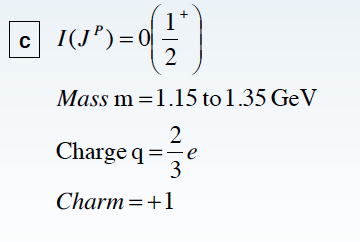 c I(J^P) = 0(1/2^+)
Mass m = 1.15 to 1.35 GeV
Charge q = 2/3 e
Charm = +1